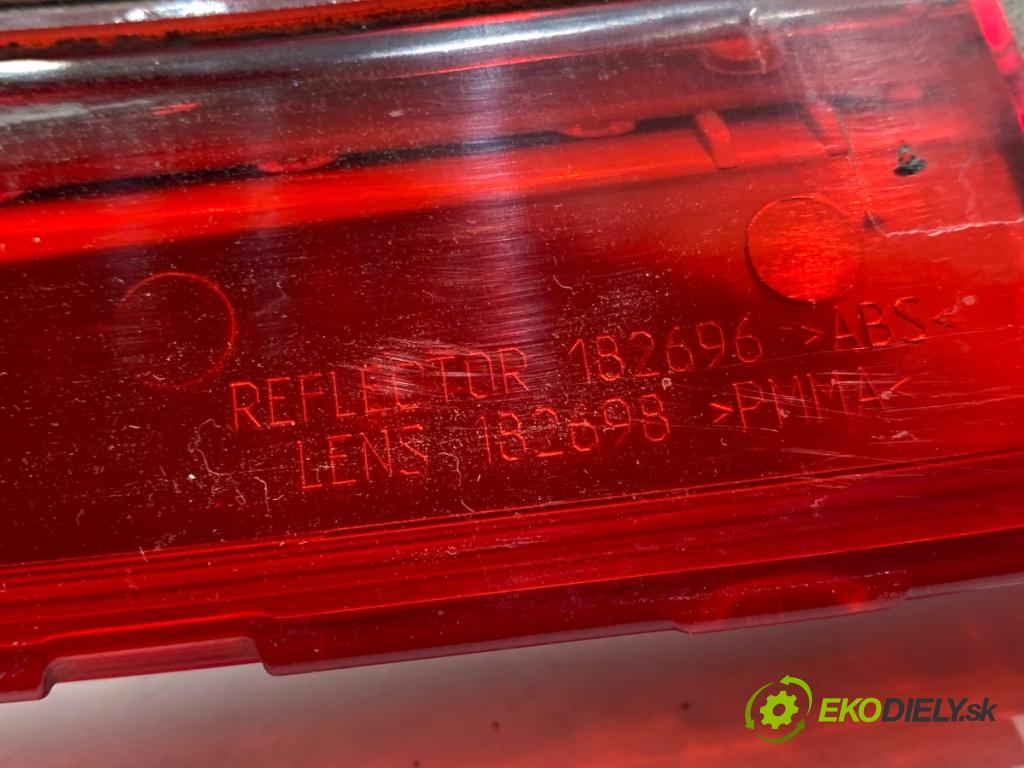 REFLECTOR 182696 >ABS<
LENS 182698 >PMMA<
EKODIELY.sk